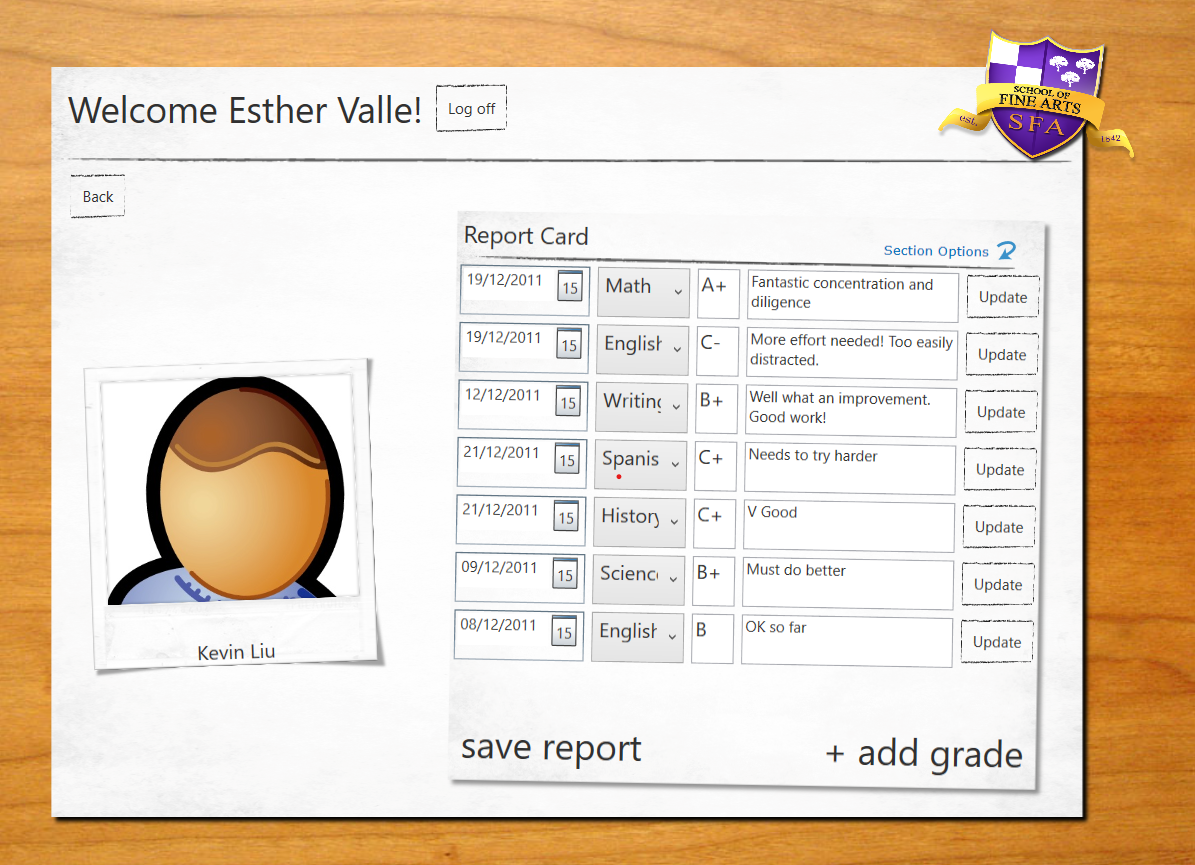 Welcome Esther Valle!
Log off
SCHOOL OF
FINE ARTS
est.
SFA
1842
Back
Report Card
Section Options
19/12/2011 15 Math A+ Fantastic concentration and
diligence
Update
19/12/2011 15 English C- More effort needed! Too easily
distracted.
Update
12/12/2011 15 Writing B+ Well what an improvement.
Good work!
Update
21/12/2011 15 Spanis C+ Needs to try harder
Update
21/12/2011 15 History C+ V Good
Update
09/12/2011 15 Scienc B+ Must do better
Update
08/12/2011 15 English B OK so far
Update
Kevin Liu
save report
+ add grade